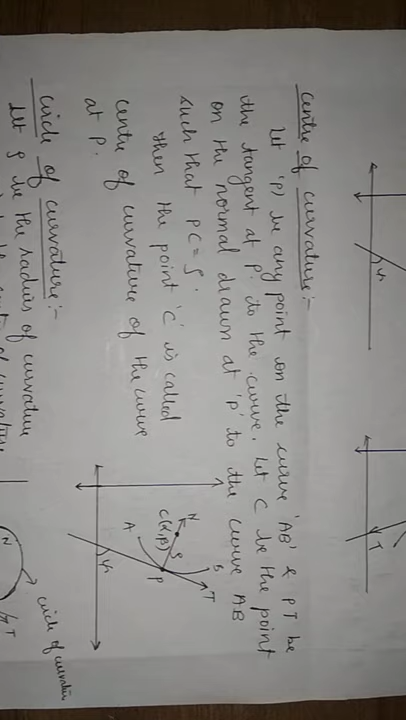 Centre of curvature:-
Let 'P' be any point on the curve 'AB' & PT be
the tangent at 'P' to the curve. Let C be the point
on the normal drawn at 'P' to the curve AB
such that PC = ρ.
Then the point 'C' is called
centre of curvature of the curve
at P.
circle of curvature:-
Let ρ be the radius of curvature
ψ
T
B
T
N
C(α,β)
ρ
P
A
ψ
circle of curvature
N
T